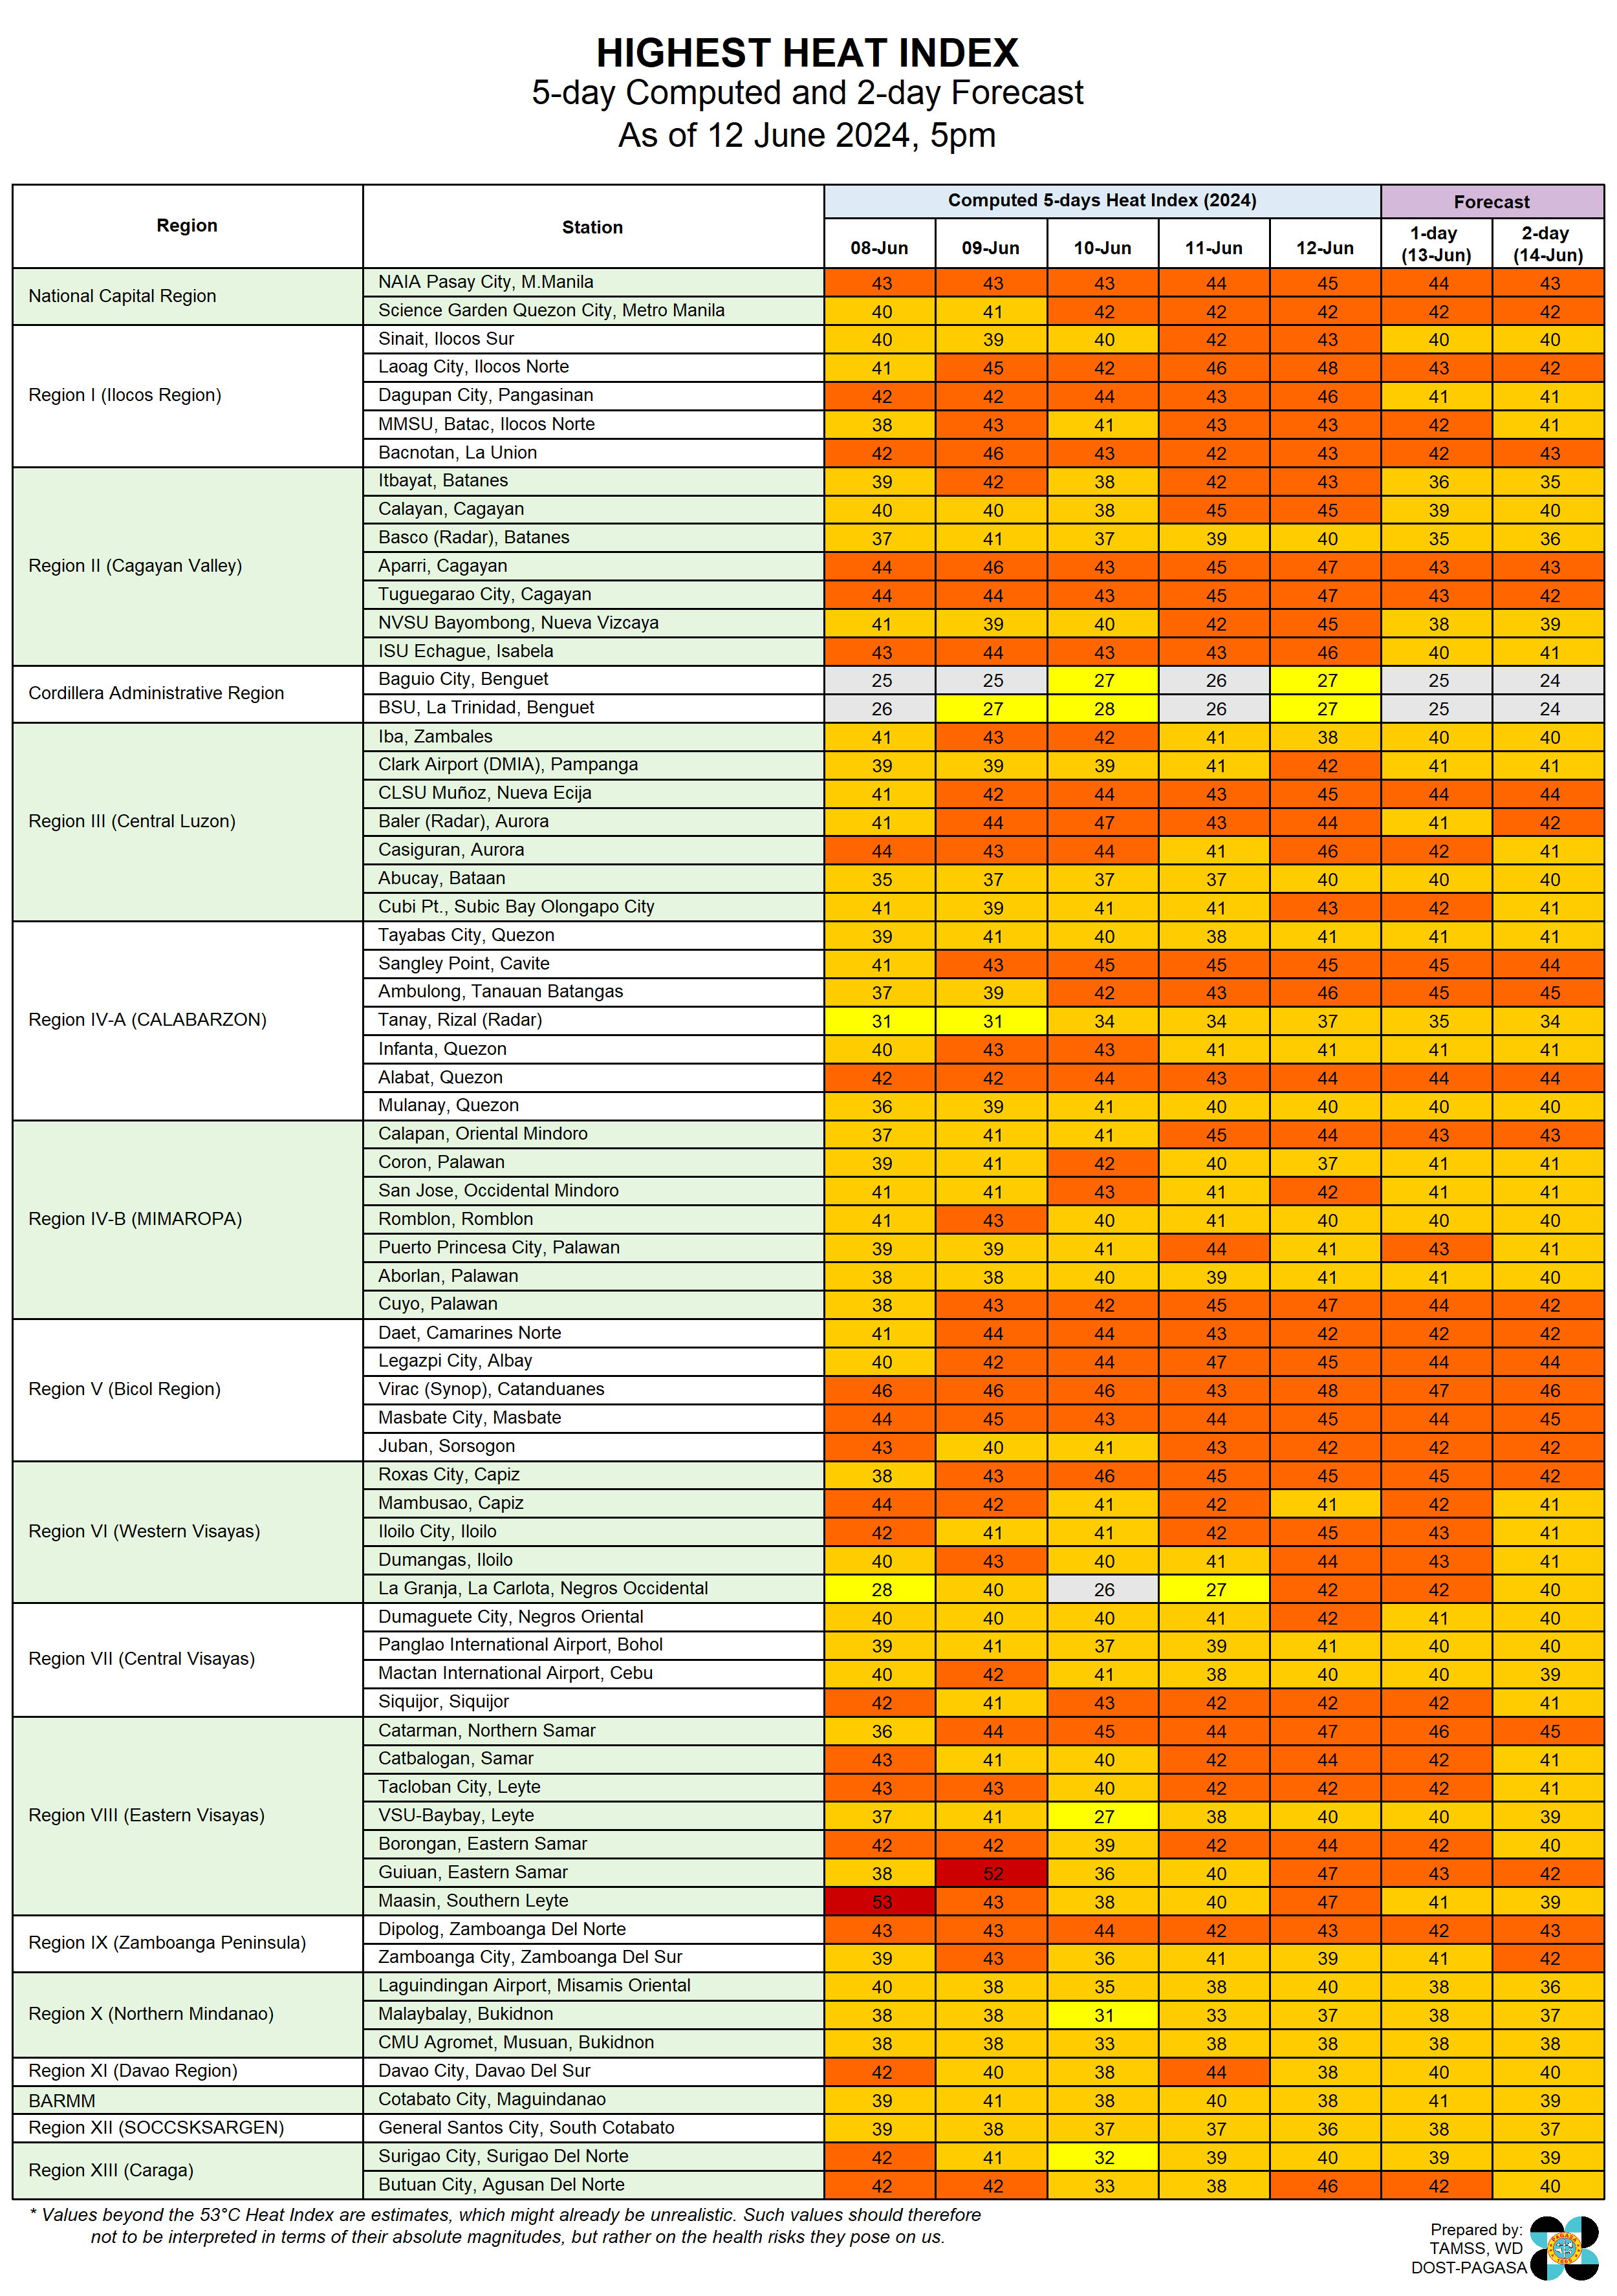 HIGHEST HEAT INDEX
5-day Computed and 2-day Forecast
As of 12 June 2024, 5pm
Region Station Computed 5-days Heat Index (2024) Forecast
08-Jun 09-Jun 10-Jun 11-Jun 12-Jun 1-day (13-Jun) 2-day (14-Jun)
National Capital Region
NAIA Pasay City, M.Manila 43 43 43 44 45 44 43
Science Garden Quezon City, Metro Manila 40 41 42 42 42 42 42
Region I (Ilocos Region)
Sinait, Ilocos Sur 40 39 40 42 43 40 40
Laoag City, Ilocos Norte 41 45 42 46 48 43 42
Dagupan City, Pangasinan 42 42 44 43 46 41 41
MMSU, Batac, Ilocos Norte 38 43 41 43 43 42 41
Bacnotan, La Union 42 46 43 42 43 42 43
Region II (Cagayan Valley)
Itbayat, Batanes 39 42 38 42 43 36 35
Calayan, Cagayan 40 40 38 45 45 39 40
Basco (Radar), Batanes 37 41 37 39 40 35 36
Aparri, Cagayan 44 46 43 45 47 43 43
Tuguegarao City, Cagayan 44 44 43 45 47 43 42
NVSU Bayombong, Nueva Vizcaya 41 39 40 42 45 38 39
ISU Echague, Isabela 43 44 43 43 46 40 41
Cordillera Administrative Region
Baguio City, Benguet 25 25 27 26 27 25 24
BSU, La Trinidad, Benguet 26 27 28 26 27 25 24
Region III (Central Luzon)
Iba, Zambales 41 43 42 41 38 40 40
Clark Airport (DMIA), Pampanga 39 39 39 41 42 41 41
CLSU Muñoz, Nueva Ecija 41 42 44 43 45 44 44
Baler (Radar), Aurora 41 44 47 43 44 41 42
Casiguran, Aurora 44 43 44 41 46 42 41
Abucay, Bataan 35 37 37 37 40 40 40
Cubi Pt., Subic Bay Olongapo City 41 39 41 41 43 42 41
Region IV-A (CALABARZON)
Tayabas City, Quezon 39 41 40 38 41 41 41
Sangley Point, Cavite 41 43 45 45 45 45 44
Ambulong, Tanauan Batangas 37 39 42 43 46 45 45
Tanay, Rizal (Radar) 31 31 34 34 37 35 34
Infanta, Quezon 40 43 43 41 41 41 41
Alabat, Quezon 42 42 44 43 44 44 44
Mulanay, Quezon 36 39 41 40 40 40 40
Region IV-B (MIMAROPA)
Calapan, Oriental Mindoro 37 41 41 45 44 43 43
Coron, Palawan 39 41 42 40 37 41 41
San Jose, Occidental Mindoro 41 41 43 41 42 41 41
Romblon, Romblon 41 43 40 41 40 40 40
Puerto Princesa City, Palawan 39 39 41 44 41 43 41
Aborlan, Palawan 38 38 40 39 41 41 40
Cuyo, Palawan 38 43 42 45 47 44 42
Region V (Bicol Region)
Daet, Camarines Norte 41 44 44 43 42 42 42
Legazpi City, Albay 40 42 44 47 45 44 44
Virac (Synop), Catanduanes 46 46 46 43 48 47 46
Masbate City, Masbate 44 45 43 44 45 44 45
Juban, Sorsogon 43 40 41 43 42 42 42
Region VI (Western Visayas)
Roxas City, Capiz 38 43 46 45 45 45 42
Mambusao, Capiz 44 42 41 42 41 42 41
Iloilo City, Iloilo 42 41 41 42 45 43 41
Dumangas, Iloilo 40 43 40 41 44 43 41
La Granja, La Carlota, Negros Occidental 28 40 26 27 42 42 40
Region VII (Central Visayas)
Dumaguete City, Negros Oriental 40 40 40 41 42 41 40
Panglao International Airport, Bohol 39 41 37 39 41 40 40
Mactan International Airport, Cebu 40 42 41 38 40 40 39
Siquijor, Siquijor 42 41 43 42 42 42 41
Region VIII (Eastern Visayas)
Catarman, Northern Samar 36 44 45 44 47 46 45
Catbalogan, Samar 43 41 40 42 44 42 41
Tacloban City, Leyte 43 43 40 42 42 42 41
VSU-Baybay, Leyte 37 41 27 38 40 40 39
Borongan, Eastern Samar 42 42 39 42 44 42 40
Guiuan, Eastern Samar 38 52 36 40 47 43 42
Maasin, Southern Leyte 53 43 38 40 47 41 39
Region IX (Zamboanga Peninsula)
Dipolog, Zamboanga Del Norte 43 43 44 42 43 42 43
Zamboanga City, Zamboanga Del Sur 39 43 36 41 39 41 42
Region X (Northern Mindanao)
Laguindingan Airport, Misamis Oriental 40 38 35 38 40 38 36
Malaybalay, Bukidnon 38 38 31 33 37 38 37
CMU Agromet, Musuan, Bukidnon 38 38 33 38 38 38 38
Region XI (Davao Region) Davao City, Davao Del Sur 42 40 38 44 38 40 40
BARMM Cotabato City, Maguindanao 39 41 38 40 38 41 39
Region XII (SOCCSKSARGEN) General Santos City, South Cotabato 39 38 37 37 36 38 37
Region XIII (Caraga)
Surigao City, Surigao Del Norte 42 41 32 39 40 39 39
Butuan City, Agusan Del Norte 42 42 33 38 46 42 40
* Values beyond the 53°C Heat Index are estimates, which might already be unrealistic. Such values should therefore
not to be interpreted in terms of their absolute magnitudes, but rather on the health risks they pose on us.
Prepared by:
TAMSS, WD
DOST-PAGASA